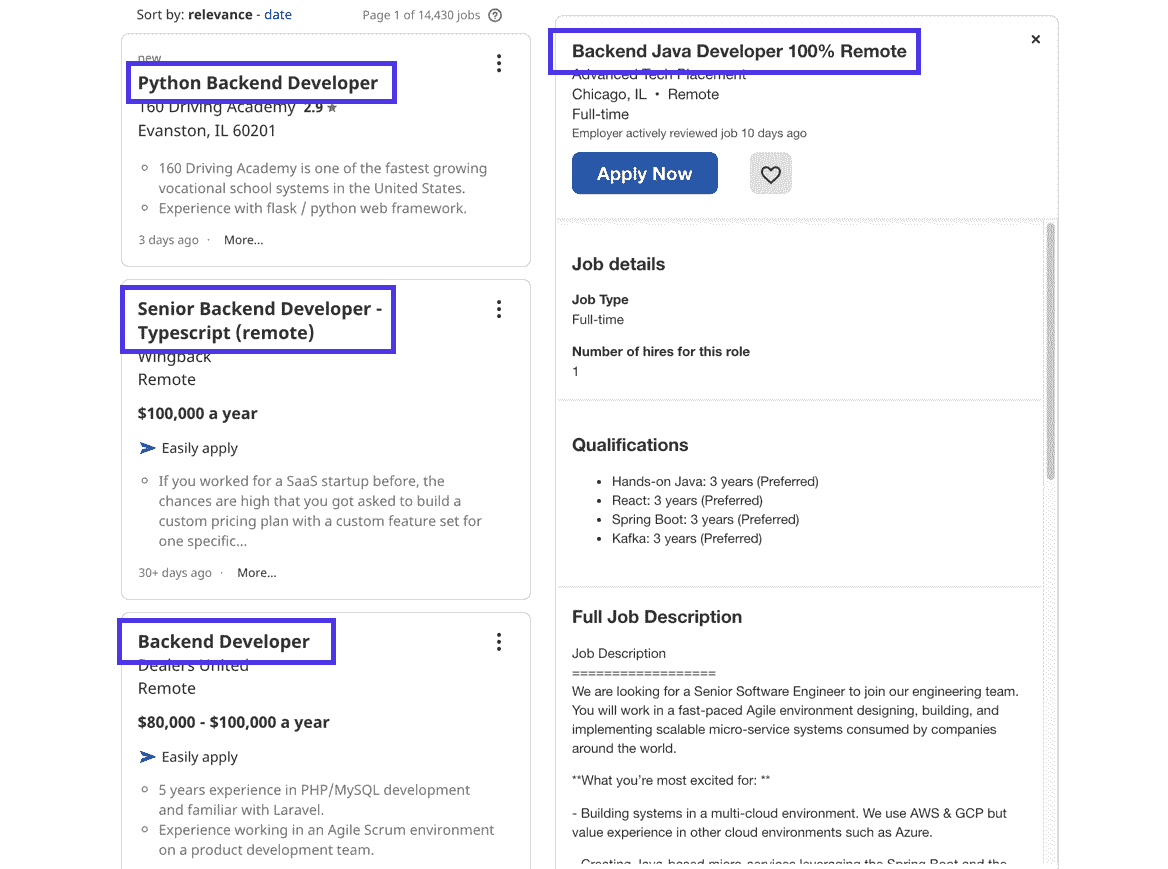 Sort by: relevance - date
Page 1 of 14,430 jobs
new
Python Backend Developer
160 Driving Academy 2.9 ★
Evanston, IL 60201
160 Driving Academy is one of the fastest growing
vocational school systems in the United States.
Experience with flask / python web framework.
3 days ago · More...
Senior Backend Developer -
Typescript (remote)
Wingback
Remote
$100,000 a year
Easily apply
If you worked for a SaaS startup before, the
chances are high that you got asked to build a
custom pricing plan with a custom feature set for
one specific...
30+ days ago · More...
Backend Developer
Dealers United
Remote
$80,000 - $100,000 a year
Easily apply
5 years experience in PHP/MySQL development
and familiar with Laravel.
Experience working in an Agile Scrum environment
on a product development team.
Backend Java Developer 100% Remote
Advanced Tech Placement
Chicago, IL • Remote
Full-time
Employer actively reviewed job 10 days ago
Apply Now
Job details
Job Type
Full-time
Number of hires for this role
1
Qualifications
• Hands-on Java: 3 years (Preferred)
• React: 3 years (Preferred)
• Spring Boot: 3 years (Preferred)
• Kafka: 3 years (Preferred)
Full Job Description
Job Description
==================
We are looking for a Senior Software Engineer to join our engineering team.
You will work in a fast-paced Agile environment designing, building, and
implementing scalable micro-service systems consumed by companies
around the world.
**What you’re most excited for: **
- Building systems in a multi-cloud environment. We use AWS & GCP but
value experience in other cloud environments such as Azure.
- Creating Java-based micro-services leveraging the Spring Boot and the